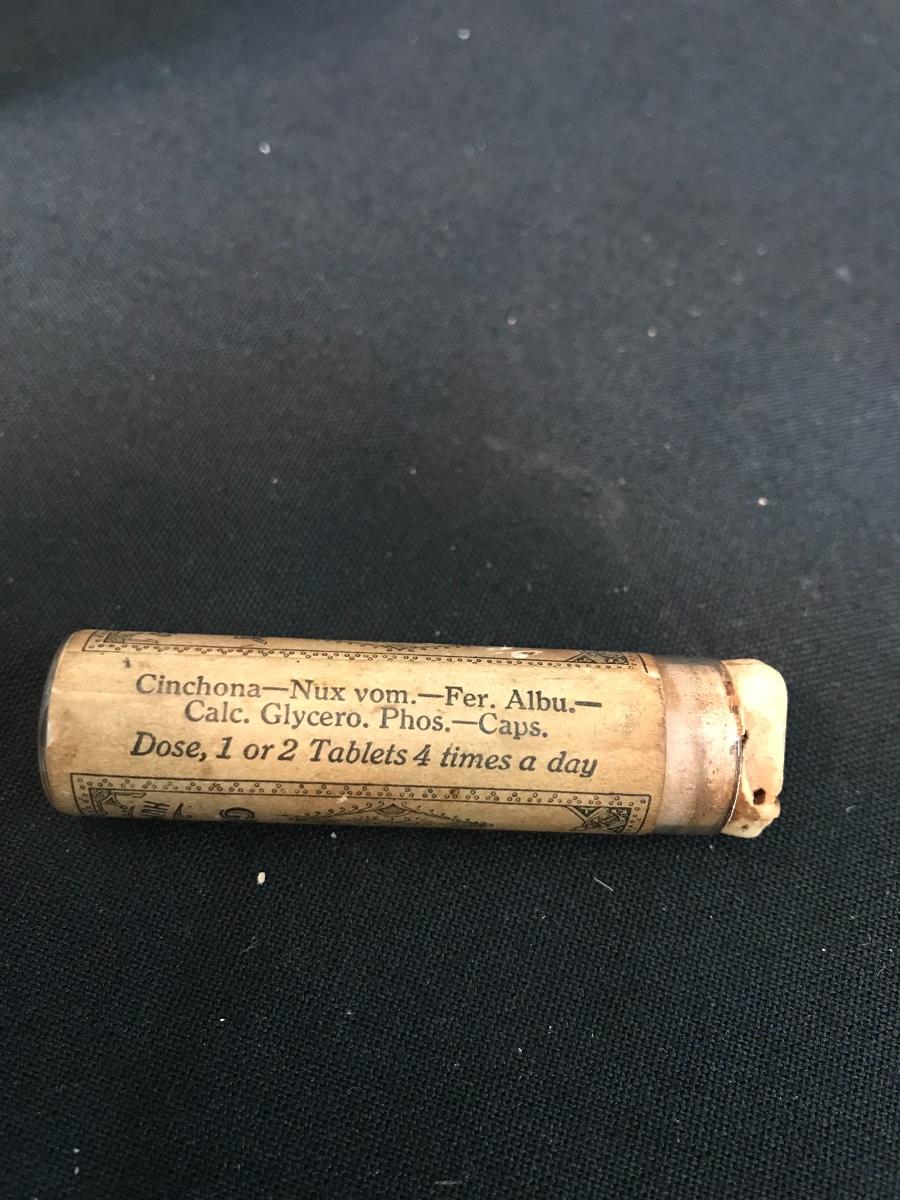 Cinchona—Nux vom.—Fer. Albu.—
Calc. Glycero. Phos.—Caps.
Dose, 1 or 2 Tablets 4 times a day